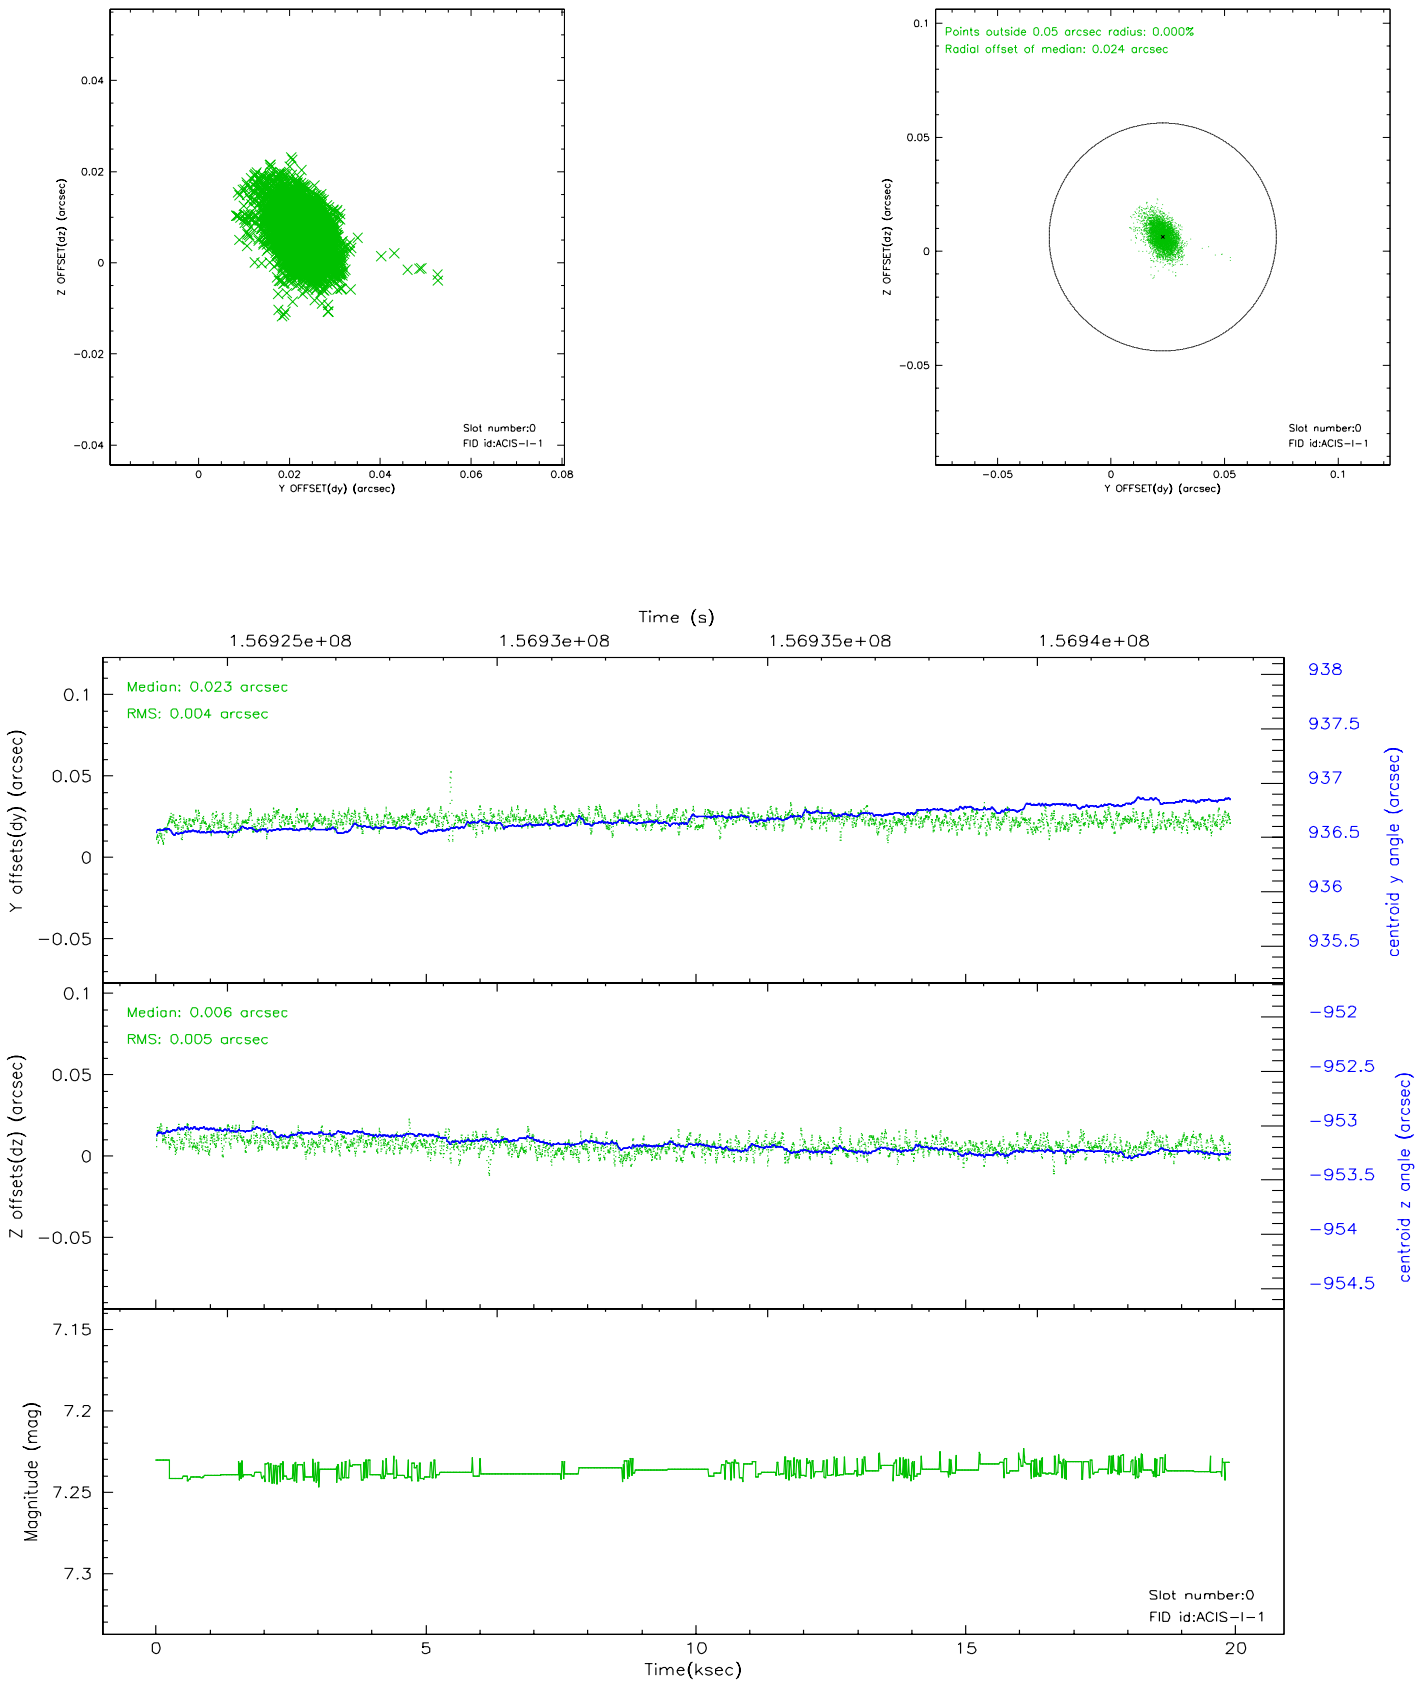 0.04
0.02
0
−0.02
−0.04
Z OFFSET(dz) (arcsec)
Slot number:0
FID id:ACIS−I−1
0 0.02 0.04 0.06 0.08
Y OFFSET(dy) (arcsec)
Points outside 0.05 arcsec radius: 0.000%
Radial offset of median: 0.024 arcsec
0.1
0.05
0
−0.05
Z OFFSET(dz) (arcsec)
Slot number:0
FID id:ACIS−I−1
−0.05 0 0.05 0.1
Y OFFSET(dy) (arcsec)
Time (s)
1.56925e+08 1.5693e+08 1.56935e+08 1.5694e+08
Median: 0.023 arcsec
RMS: 0.004 arcsec
0.1
0.05
0
−0.05
Y offsets(dy) (arcsec)
938
937.5
937
936.5
936
935.5
centroid y angle (arcsec)
Median: 0.006 arcsec
RMS: 0.005 arcsec
0.1
0.05
0
−0.05
Z offsets(dz) (arcsec)
−952
−952.5
−953
−953.5
−954
−954.5
centroid z angle (arcsec)
7.15
7.2
7.25
7.3
Magnitude (mag)
Slot number:0
FID id:ACIS−I−1
0 5 10 15 20
Time(ksec)